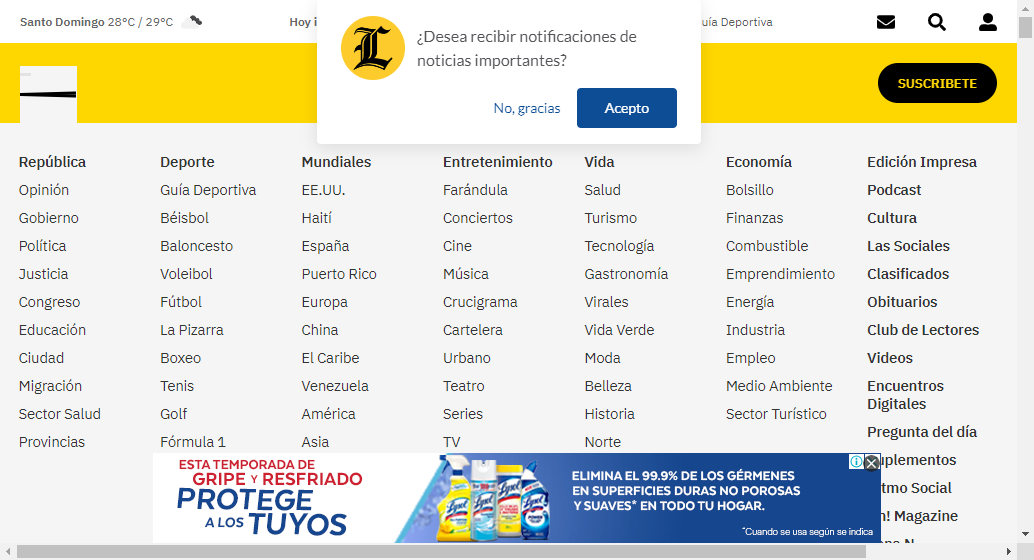 Santo Domingo 28°C / 29°C
Hoy
Guía Deportiva
L
¿Desea recibir notificaciones de
noticias importantes?
No, gracias
Acepto
SUSCRIBETE
República
Opinión
Gobierno
Política
Justicia
Congreso
Educación
Ciudad
Migración
Sector Salud
Provincias
Deporte
Guía Deportiva
Béisbol
Baloncesto
Voleibol
Fútbol
La Pizarra
Boxeo
Tenis
Golf
Fórmula 1
Mundiales
EE.UU.
Haití
España
Puerto Rico
Europa
China
El Caribe
Venezuela
América
Asia
Entretenimiento
Farándula
Conciertos
Cine
Música
Crucigrama
Cartelera
Urbano
Teatro
Series
TV
Vida
Salud
Turismo
Tecnología
Gastronomía
Virales
Vida Verde
Moda
Belleza
Historia
Norte
Economía
Bolsillo
Finanzas
Combustible
Emprendimiento
Energía
Industria
Empleo
Medio Ambiente
Sector Turístico
Edición Impresa
Podcast
Cultura
Las Sociales
Clasificados
Obituarios
Club de Lectores
Videos
Encuentros
Digitales
Pregunta del día
uplementos
tmo Social
h! Magazine
ESTA TEMPORADA DE
GRIPE Y RESFRIADO
PROTEGE
A LOS TUYOS
Lysol
Lysol
Lysol
Lysol
ELIMINA EL 99.9% DE LOS GÉRMENES
EN SUPERFICIES DURAS NO POROSAS
Y SUAVES* EN TODO TU HOGAR.
*Cuando se usa según se indica